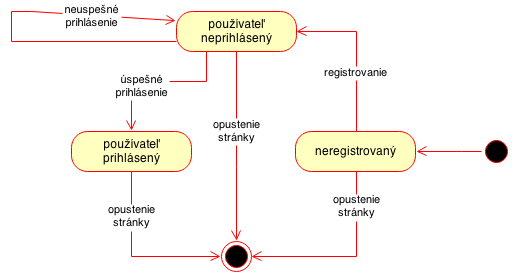 neuspešné
prihlásenie
používateľ
neprihlásený
úspešné
prihlásenie
registrovanie
opustenie
stránky
používateľ
prihlásený
neregistrovaný
opustenie
stránky
opustenie
stránky